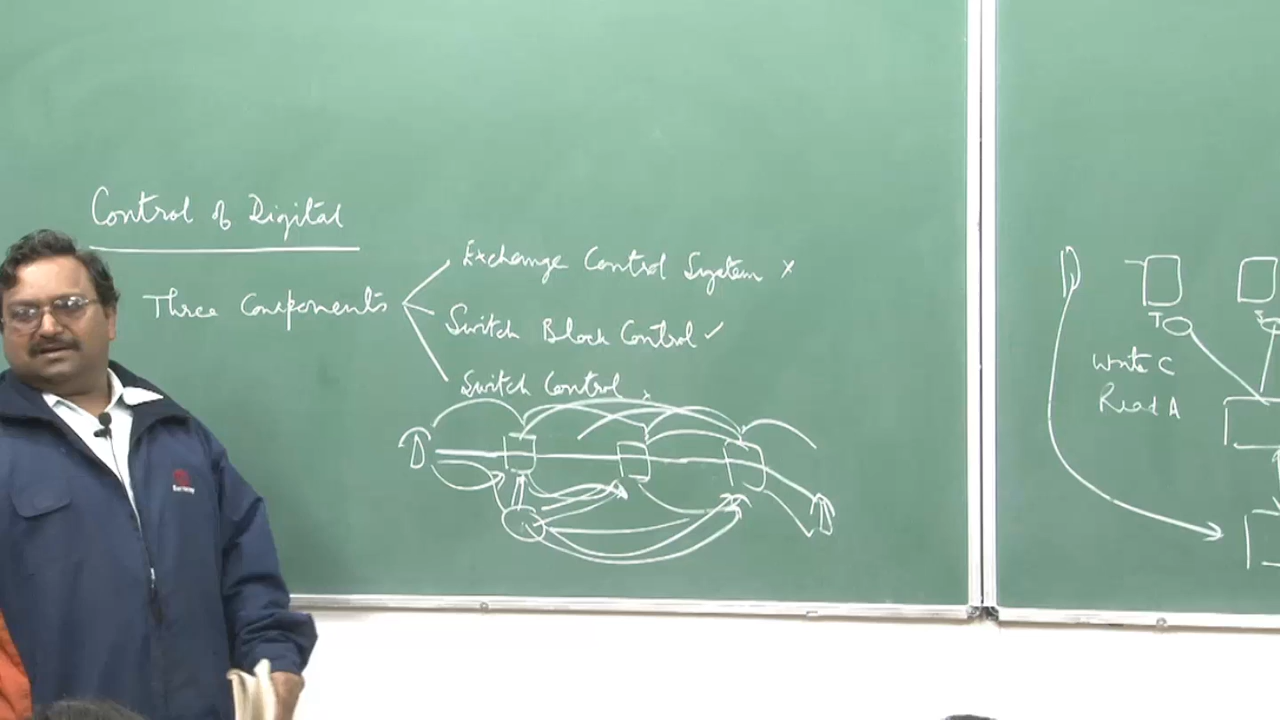 Control of Digital
Three Components
Exchange Control System ×
Switch Block Control ✓
Switch Control ×
D
D
D
T
S
Write C
Read A